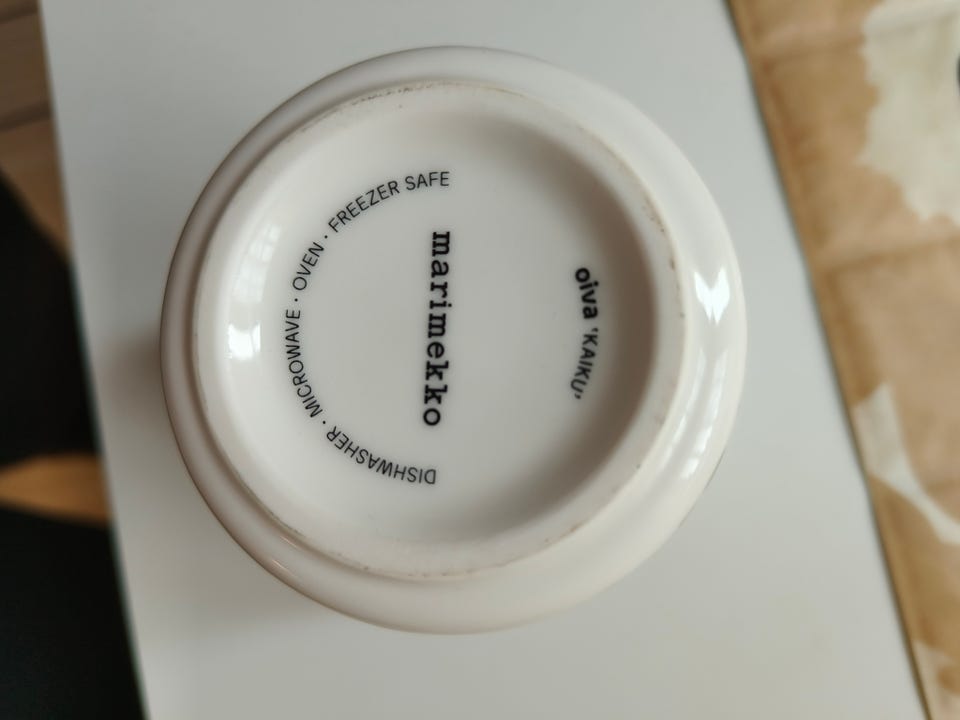 oiva 'KAIKU'
marimekko
DISHWASHER · MICROWAVE · OVEN · FREEZER SAFE